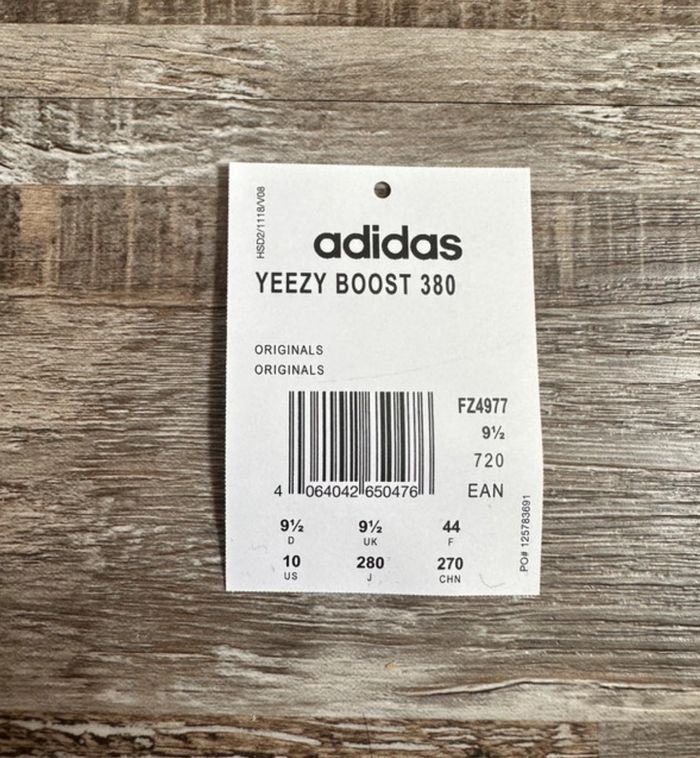 HSD2/1118/V08
adidas
YEEZY BOOST 380
ORIGINALS
ORIGINALS
FZ4977
9½
720
EAN
4 064042 650476
9½ 9½ 44
D UK F
10 280 270
US J CHN
PO# 125783691